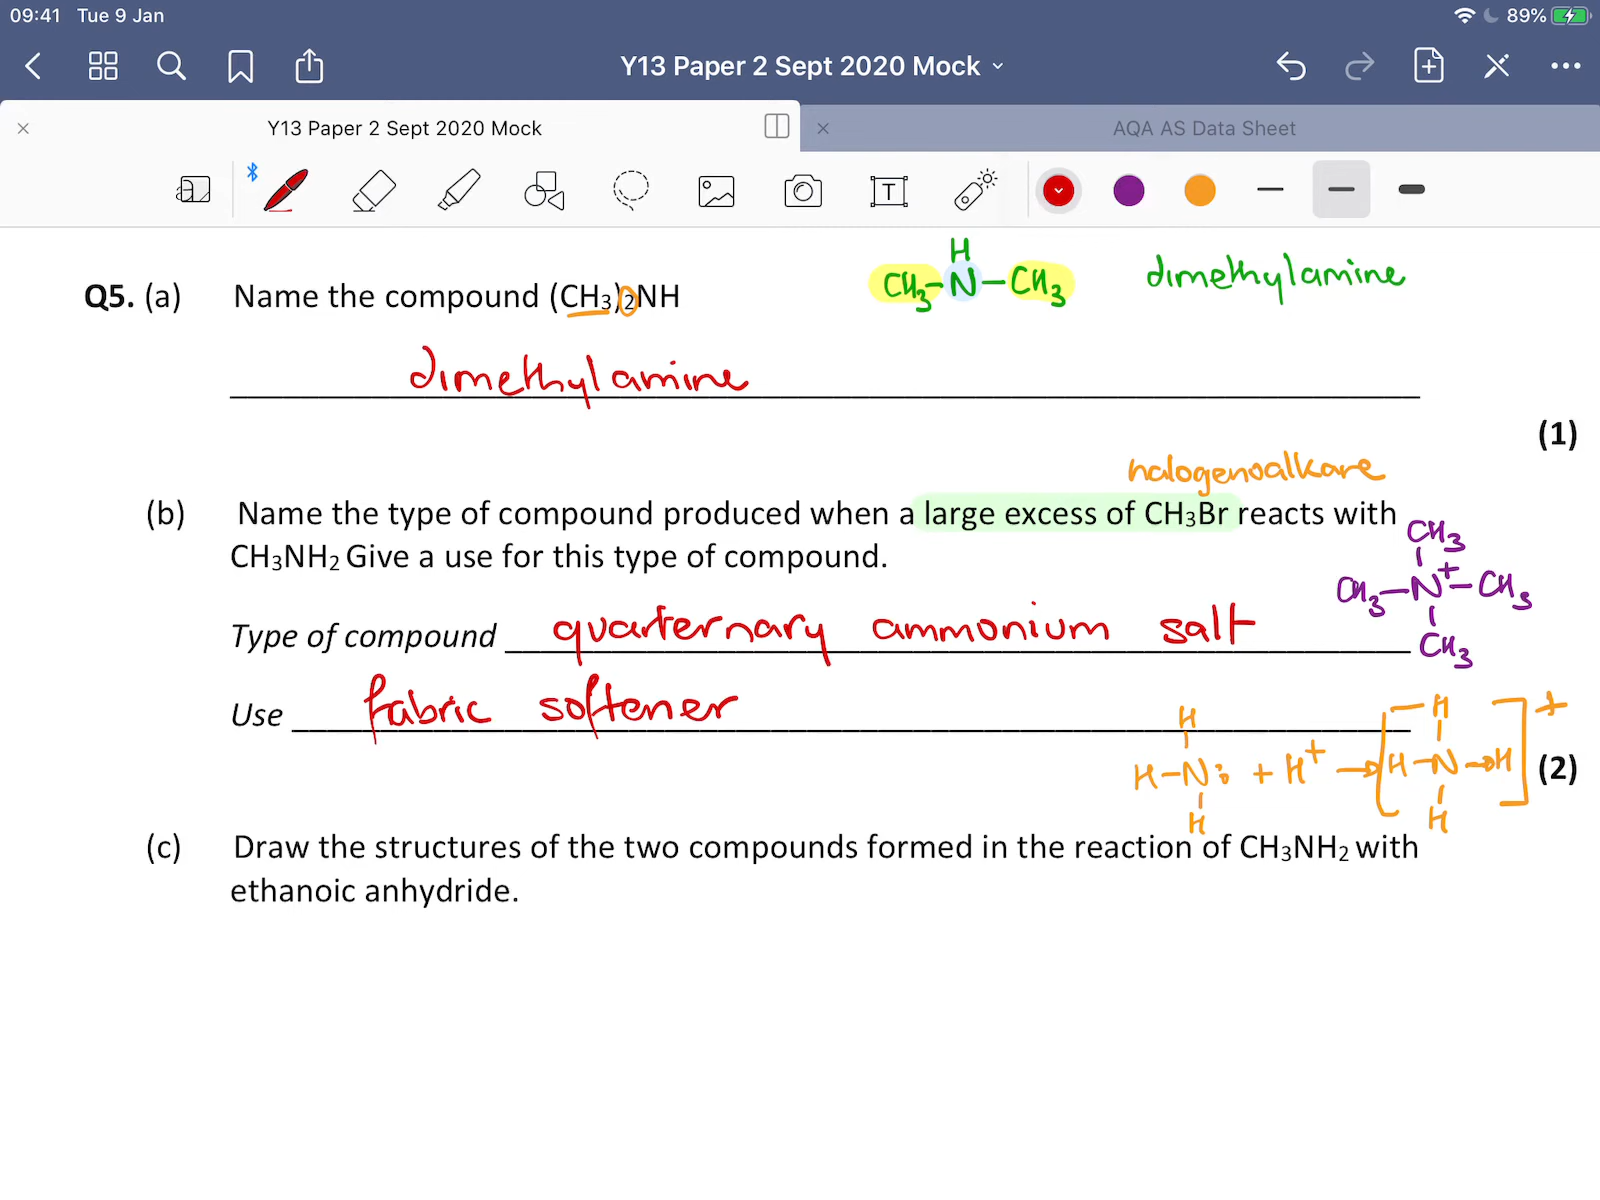 09:41 Tue 9 Jan
89%
Y13 Paper 2 Sept 2020 Mock
Y13 Paper 2 Sept 2020 Mock
AQA AS Data Sheet
H
CH3-N-CH3
dimethylamine
Q5. (a) Name the compound (CH3)2NH
dimethylamine
(1)
halogenoalkane
(b) Name the type of compound produced when a large excess of CH3Br reacts with
CH3NH2 Give a use for this type of compound.
CH3
CH3-N+-CH3
CH3
Type of compound quarternary ammonium salt
Use fabric softener
H H +
H-N: + H+ → [H-N→H]
H H
(2)
(c) Draw the structures of the two compounds formed in the reaction of CH3NH2 with
ethanoic anhydride.